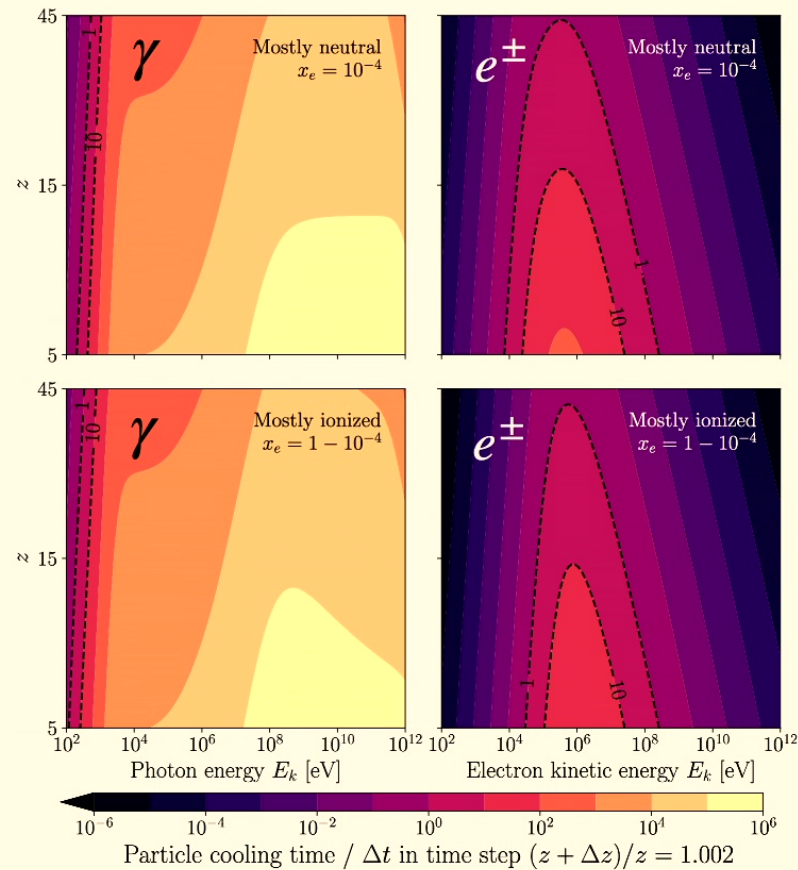 45
15
5
z
γ
Mostly neutral
x_e = 10^{-4}
1
10
e^±
Mostly neutral
x_e = 10^{-4}
1
10
45
15
5
z
γ
Mostly ionized
x_e = 1 − 10^{-4}
1
10
e^±
Mostly ionized
x_e = 1 − 10^{-4}
1
10
10^2 10^4 10^6 10^8 10^{10} 10^{12}
Photon energy E_k [eV]
10^2 10^4 10^6 10^8 10^{10} 10^{12}
Electron kinetic energy E_k [eV]
10^{-6} 10^{-4} 10^{-2} 10^0 10^2 10^4 10^6
Particle cooling time / Δt in time step (z + Δz)/z = 1.002